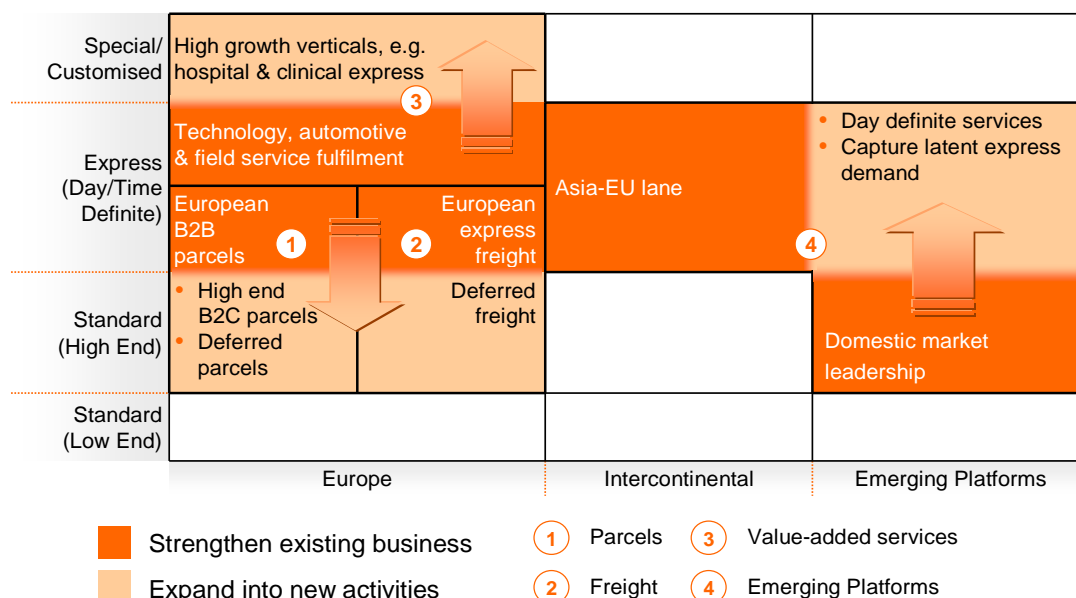 Special/
Customised
High growth verticals, e.g.
hospital & clinical express
3
Technology, automotive
& field service fulfilment
Express
(Day/Time
Definite)
European
B2B
parcels
1
2
European
express
freight
Asia-EU lane
4
• Day definite services
• Capture latent express
demand
Standard
(High End)
• High end
B2C parcels
• Deferred
parcels
Deferred
freight
Domestic market
leadership
Standard
(Low End)
Europe
Intercontinental
Emerging Platforms
Strengthen existing business
Expand into new activities
1 Parcels
2 Freight
3 Value-added services
4 Emerging Platforms